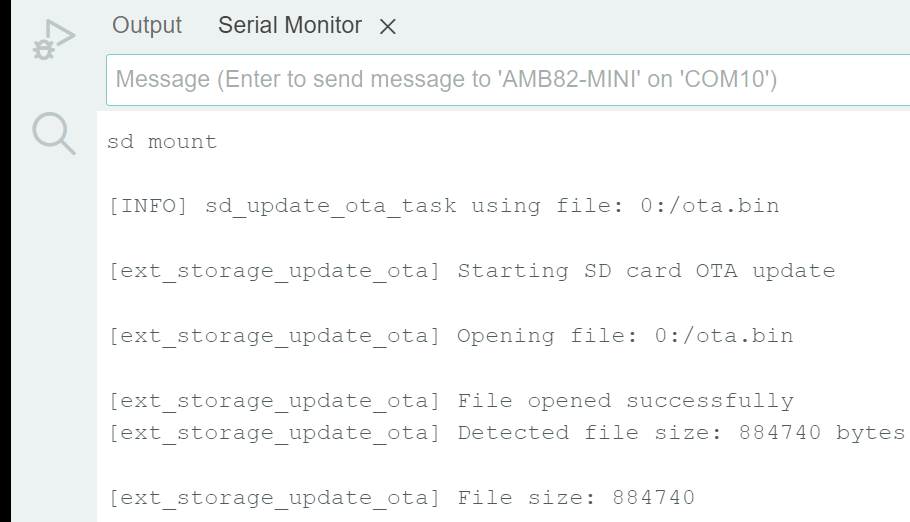 Output Serial Monitor
Message (Enter to send message to 'AMB82-MINI' on 'COM10')
sd mount
[INFO] sd_update_ota_task using file: 0:/ota.bin
[ext_storage_update_ota] Starting SD card OTA update
[ext_storage_update_ota] Opening file: 0:/ota.bin
[ext_storage_update_ota] File opened successfully
[ext_storage_update_ota] Detected file size: 884740 bytes
[ext_storage_update_ota] File size: 884740